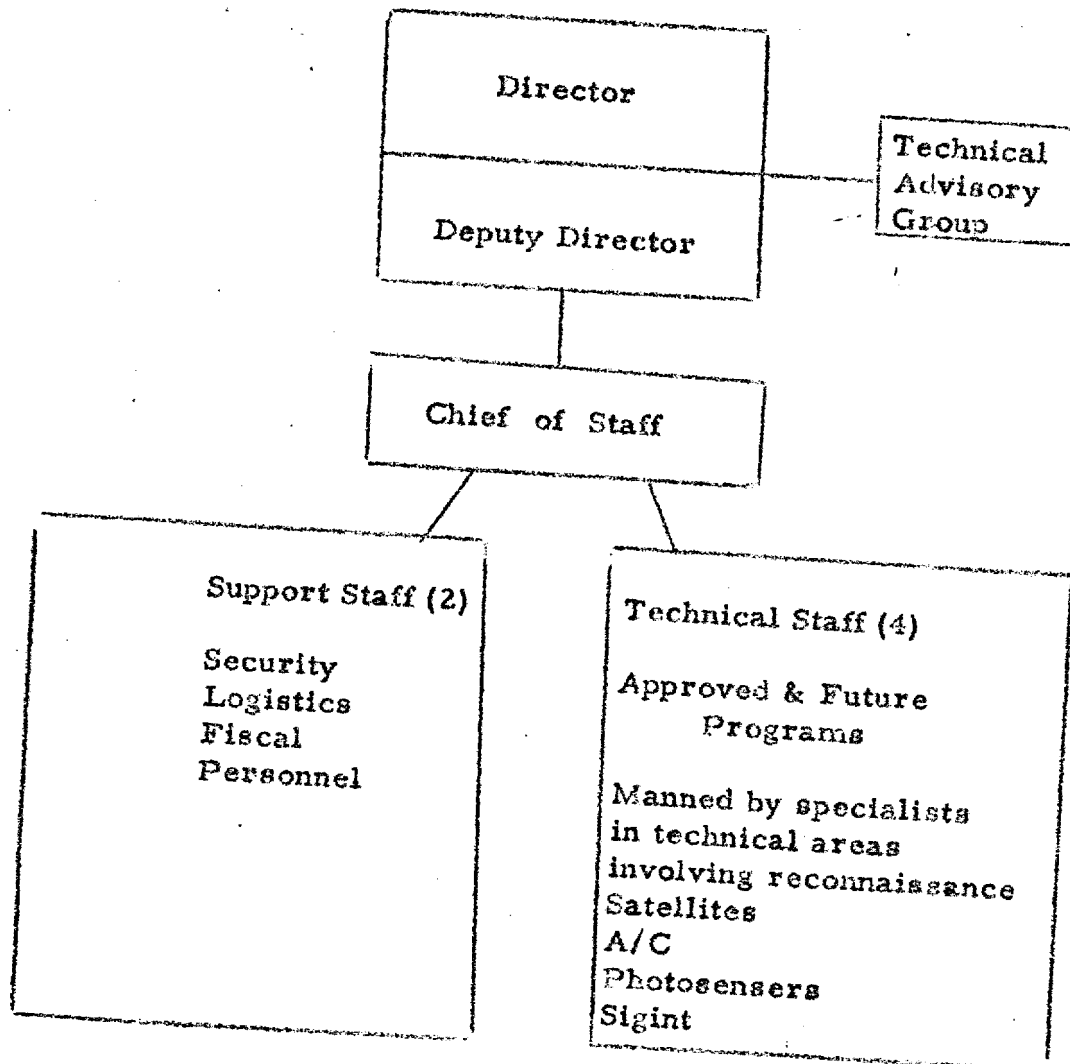 Director
Deputy Director
Technical
Advisory
Group
Chief of Staff
Support Staff (2)
Security
Logistics
Fiscal
Personnel
Technical Staff (4)
Approved & Future
Programs
Manned by specialists
in technical areas
involving reconnaissance
Satellites
A/C
Photosensers
Sigint